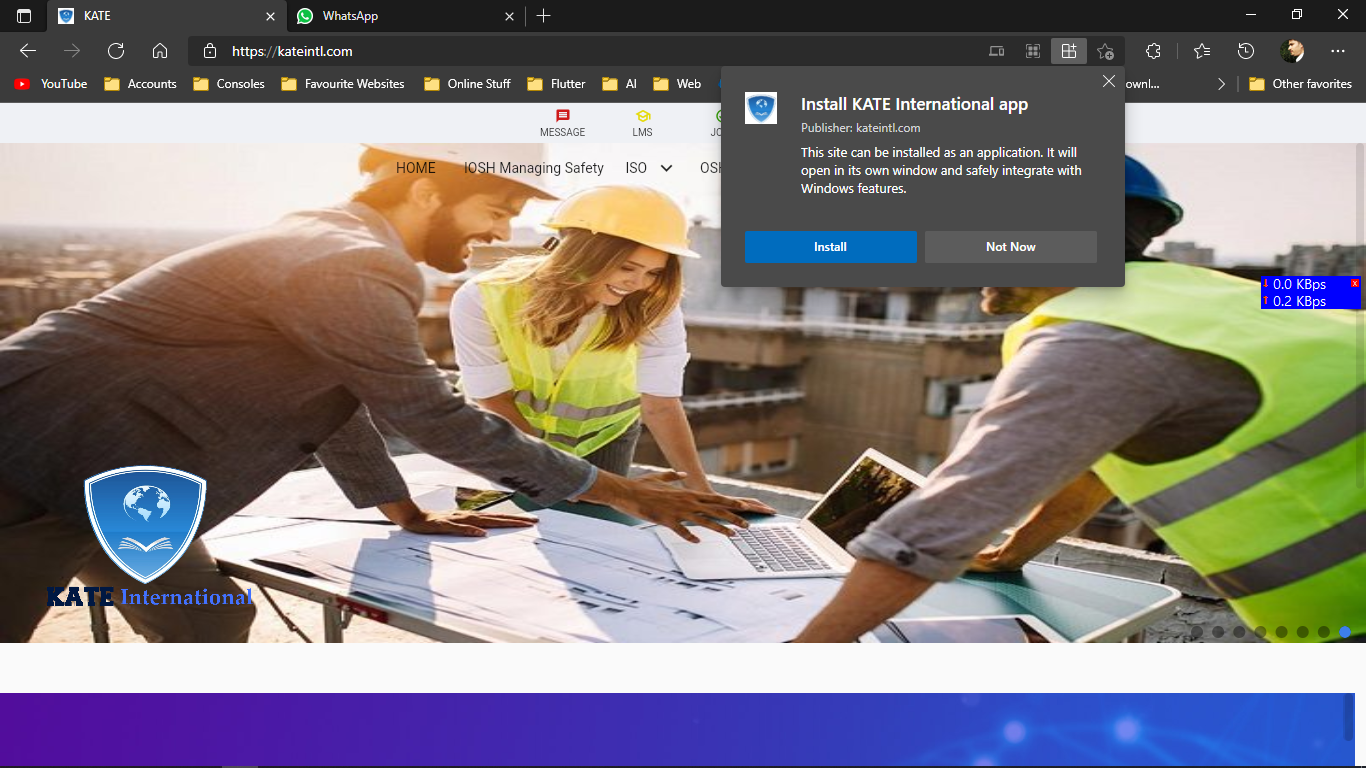 KATE
WhatsApp
https://kateintl.com
YouTube
Accounts
Consoles
Favourite Websites
Online Stuff
Flutter
AI
Web
ownl...
Other favorites
MESSAGE
LMS
HOME
IOSH Managing Safety
ISO
Install KATE International app
Publisher: kateintl.com
This site can be installed as an application. It will
open in its own window and safely integrate with
Windows features.
Install
Not Now
0.0 KBps
x
0.2 KBps
KATE International